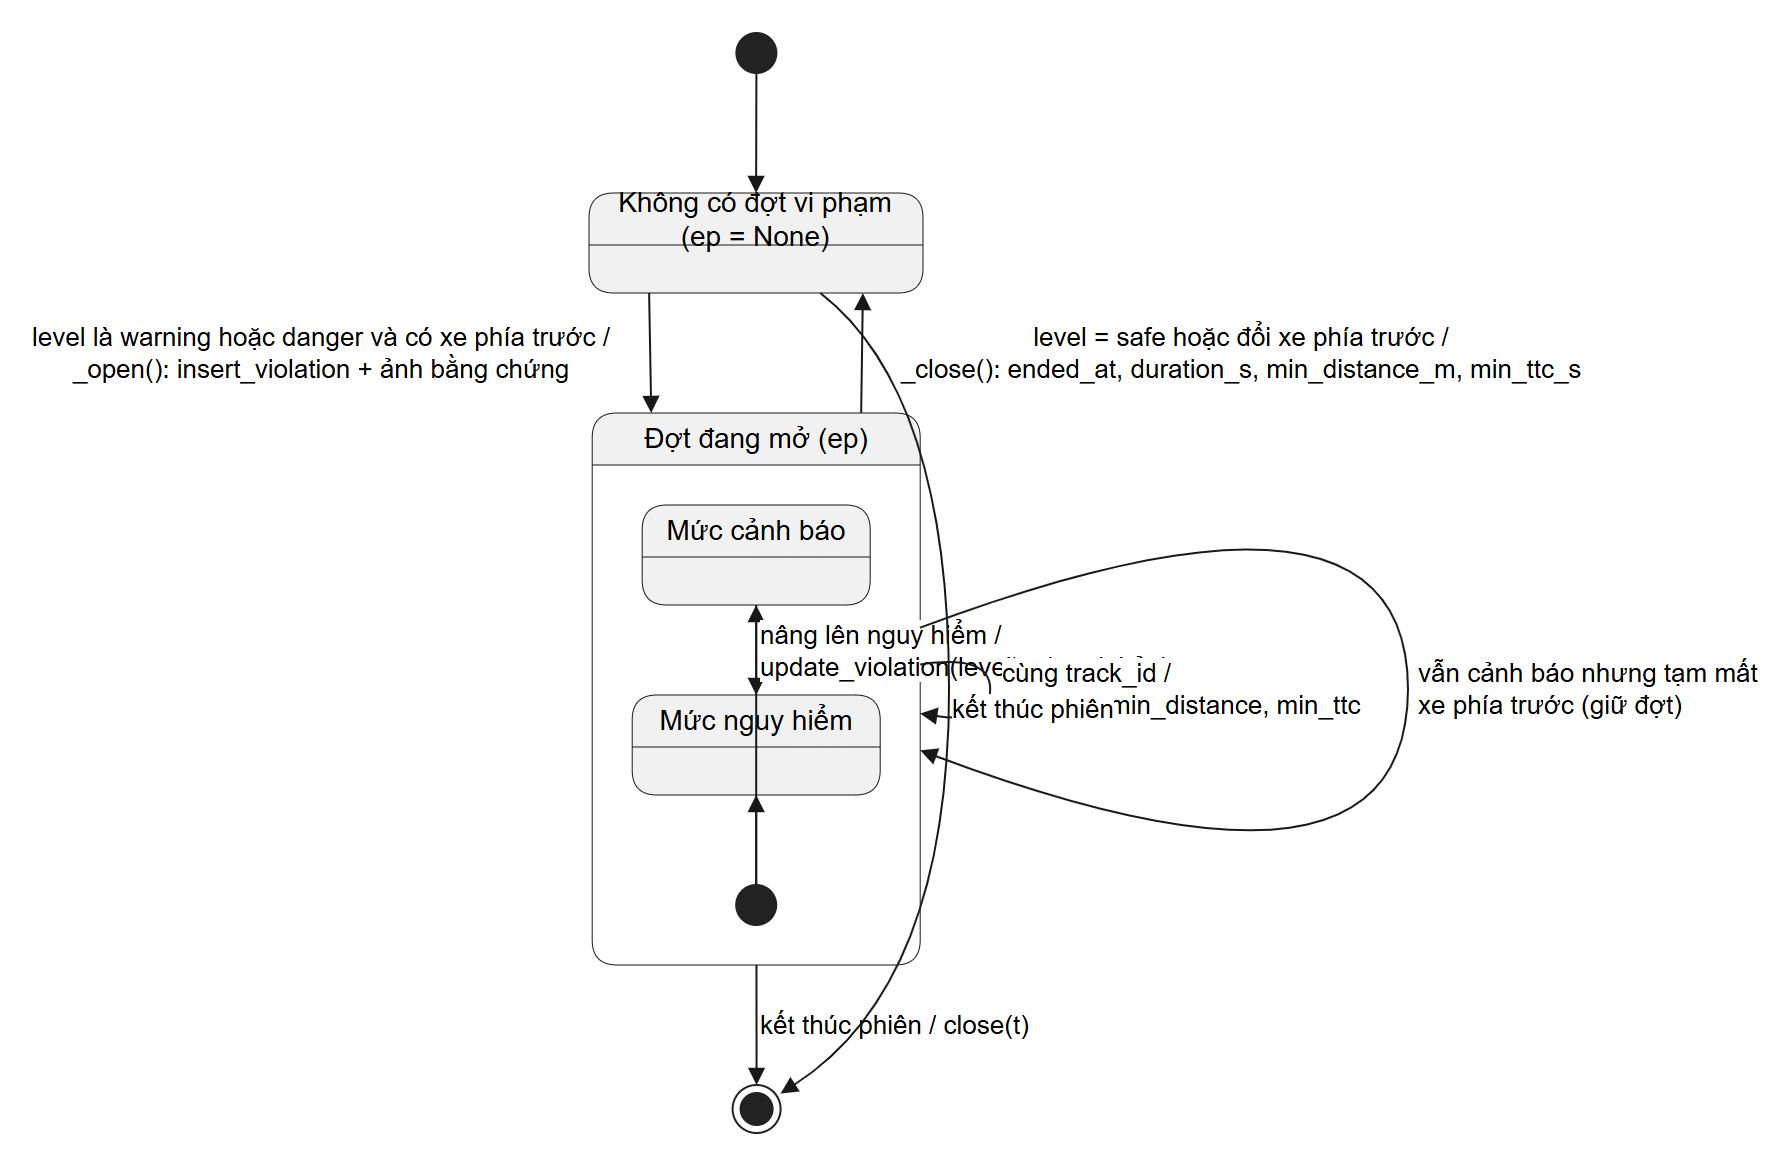 Không có đợt vi phạm
(ep = None)
level là warning hoặc danger và có xe phía trước /
_open(): insert_violation + ảnh bằng chứng
level = safe hoặc đổi xe phía trước /
_close(): ended_at, duration_s, min_distance_m, min_ttc_s
Đợt đang mở (ep)
Mức cảnh báo
nâng lên nguy hiểm /
update_violation(leve
cùng track_id /
min_distance, min_ttc
kết thúc phiên
vẫn cảnh báo nhưng tạm mất
xe phía trước (giữ đợt)
Mức nguy hiểm
kết thúc phiên / close(t)